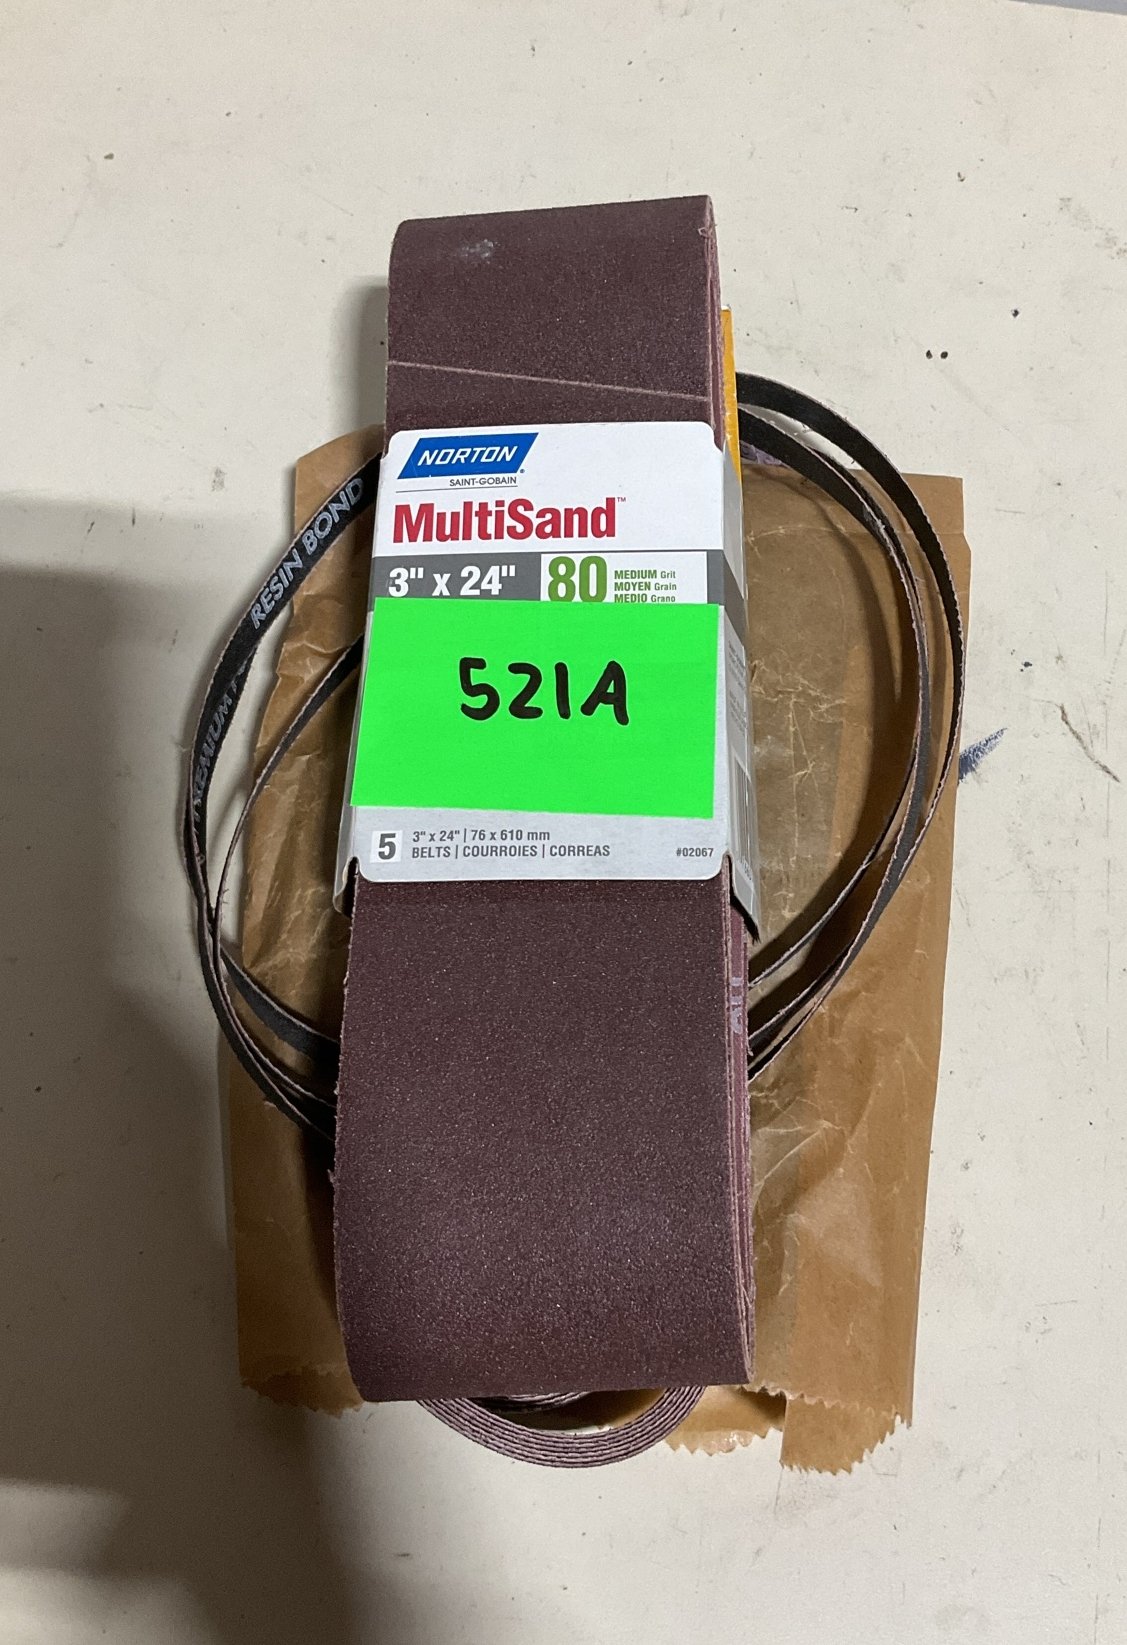 NORTON
SAINT-GOBAIN®
MultiSand™
3" x 24"
80
MEDIUM Grit
MOYEN Grain
MEDIO Grano
521A
5
3" x 24" | 76 x 610 mm
BELTS | COURROIES | CORREAS
#02067
RESIN BOND